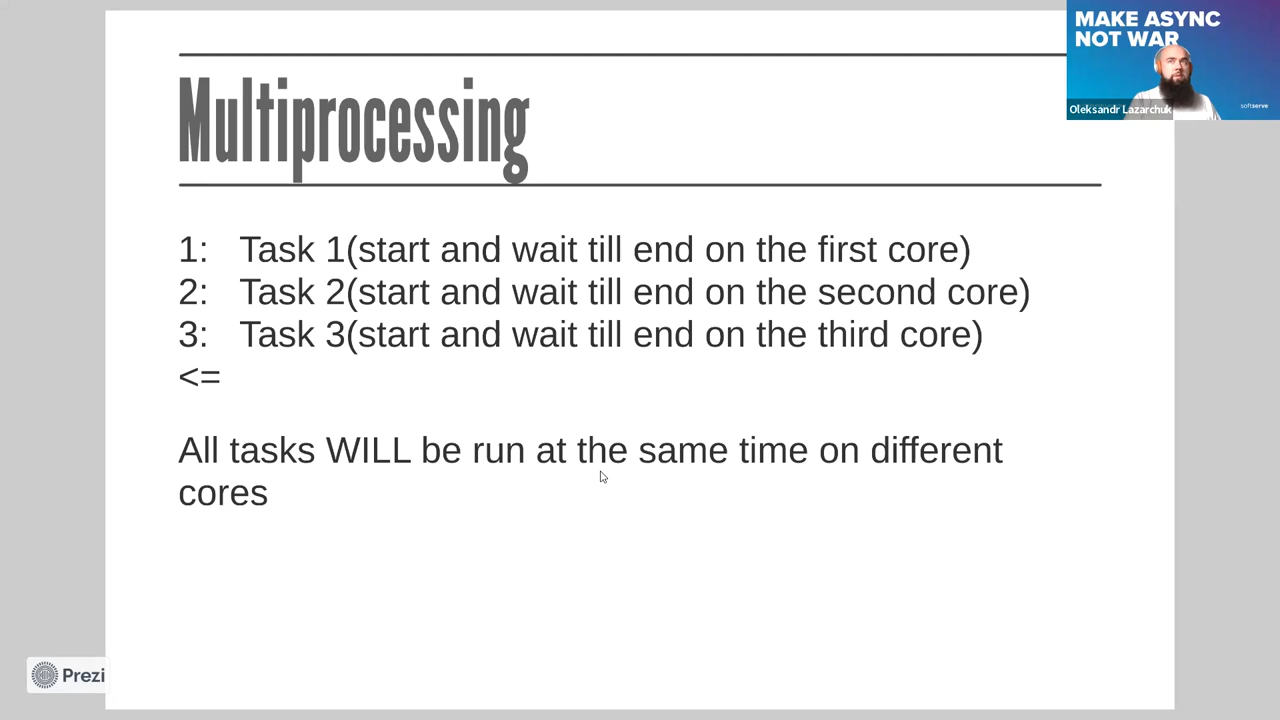 MAKE ASYNC
NOT WAR
Oleksandr Lazarchuk
softserve
Multiprocessing
1: Task 1(start and wait till end on the first core)
2: Task 2(start and wait till end on the second core)
3: Task 3(start and wait till end on the third core)
<=
All tasks WILL be run at the same time on different
cores
Prezi